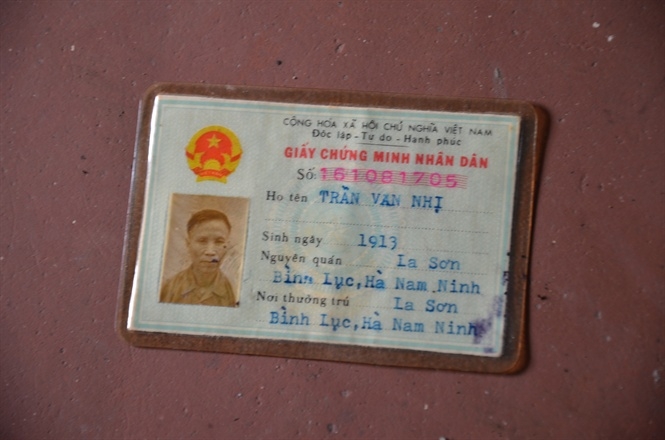 CỘNG HÒA XÃ HỘI CHỦ NGHĨA VIỆT NAM
Độc lập - Tự do - Hạnh phúc
GIẤY CHỨNG MINH NHÂN DÂN
Số: 161081705
Họ tên TRẦN VAN NHỊ
Sinh ngày 1913
Nguyên quán La Sơn
Bình Lục, Hà Nam Ninh
Nơi thường trú La Sơn
Bình Lục, Hà Nam Ninh